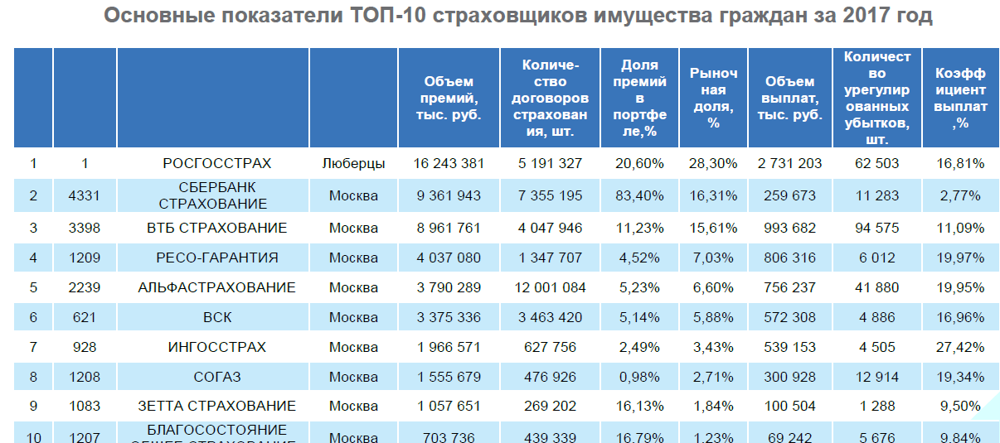 Основные показатели ТОП-10 страховщиков имущества граждан за 2017 год
Объем премий, тыс. руб. Количе-ство договоров страхования, шт. Доля премий в портфеле,% Рыночная доля, % Объем выплат, тыс. руб. Количество урегулированных убытков, шт. Коэффициент выплат,%
1 1 РОСГОССТРАХ Люберцы 16 243 381 5 191 327 20,60% 28,30% 2 731 203 62 503 16,81%
2 4331 СБЕРБАНК СТРАХОВАНИЕ Москва 9 361 943 7 355 195 83,40% 16,31% 259 673 11 283 2,77%
3 3398 ВТБ СТРАХОВАНИЕ Москва 8 961 761 4 047 946 11,23% 15,61% 993 682 94 575 11,09%
4 1209 РЕСО-ГАРАНТИЯ Москва 4 037 080 1 347 707 4,52% 7,03% 806 316 6 012 19,97%
5 2239 АЛЬФАСТРАХОВАНИЕ Москва 3 790 289 12 001 084 5,23% 6,60% 756 237 41 880 19,95%
6 621 ВСК Москва 3 375 336 3 463 420 5,14% 5,88% 572 308 4 886 16,96%
7 928 ИНГОССТРАХ Москва 1 966 571 627 756 2,49% 3,43% 539 153 4 505 27,42%
8 1208 СОГАЗ Москва 1 555 679 476 926 0,98% 2,71% 300 928 12 914 19,34%
9 1083 ЗЕТТА СТРАХОВАНИЕ Москва 1 057 651 269 202 16,13% 1,84% 100 504 1 288 9,50%
10 1207 БЛАГОСОСТОЯНИЕ Москва 703 736 439 339 16,79% 1,23% 69 242 5 676 9,84%